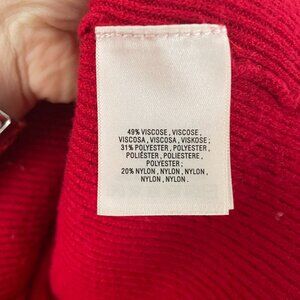 49% VISCOSE , VISCOSE ,
VISCOSA , VISCOSA , VISKOSE ;
31% POLYESTER , POLYESTER ,
POLIÉSTER ; POLIESTERE ,
POLYESTER ;
20% NYLON , NYLON , NYLON ,
NYLON , NYLON .